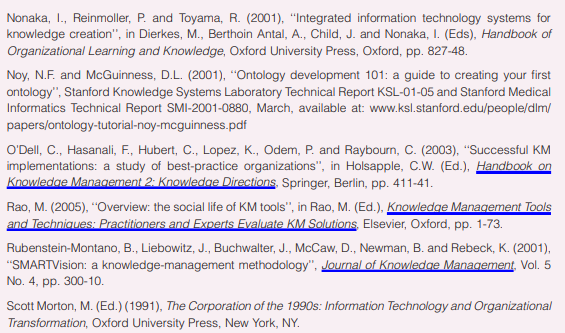 Nonaka, I., Reinmoller, P. and Toyama, R. (2001), ‘‘Integrated information technology systems for
knowledge creation’’, in Dierkes, M., Berthoin Antal, A., Child, J. and Nonaka, I. (Eds), Handbook of
Organizational Learning and Knowledge, Oxford University Press, Oxford, pp. 827-48.
Noy, N.F. and McGuinness, D.L. (2001), ‘‘Ontology development 101: a guide to creating your first
ontology’’, Stanford Knowledge Systems Laboratory Technical Report KSL-01-05 and Stanford Medical
Informatics Technical Report SMI-2001-0880, March, available at: www.ksl.stanford.edu/people/dlm/
papers/ontology-tutorial-noy-mcguinness.pdf
O’Dell, C., Hasanali, F., Hubert, C., Lopez, K., Odem, P. and Raybourn, C. (2003), ‘‘Successful KM
implementations: a study of best-practice organizations’’, in Holsapple, C.W. (Ed.), Handbook on
Knowledge Management 2: Knowledge Directions, Springer, Berlin, pp. 411-41.
Rao, M. (2005), ‘‘Overview: the social life of KM tools’’, in Rao, M. (Ed.), Knowledge Management Tools
and Techniques: Practitioners and Experts Evaluate KM Solutions, Elsevier, Oxford, pp. 1-73.
Rubenstein-Montano, B., Liebowitz, J., Buchwalter, J., McCaw, D., Newman, B. and Rebeck, K. (2001),
‘‘SMARTVision: a knowledge-management methodology’’, Journal of Knowledge Management, Vol. 5
No. 4, pp. 300-10.
Scott Morton, M. (Ed.) (1991), The Corporation of the 1990s: Information Technology and Organizational
Transformation, Oxford University Press, New York, NY.